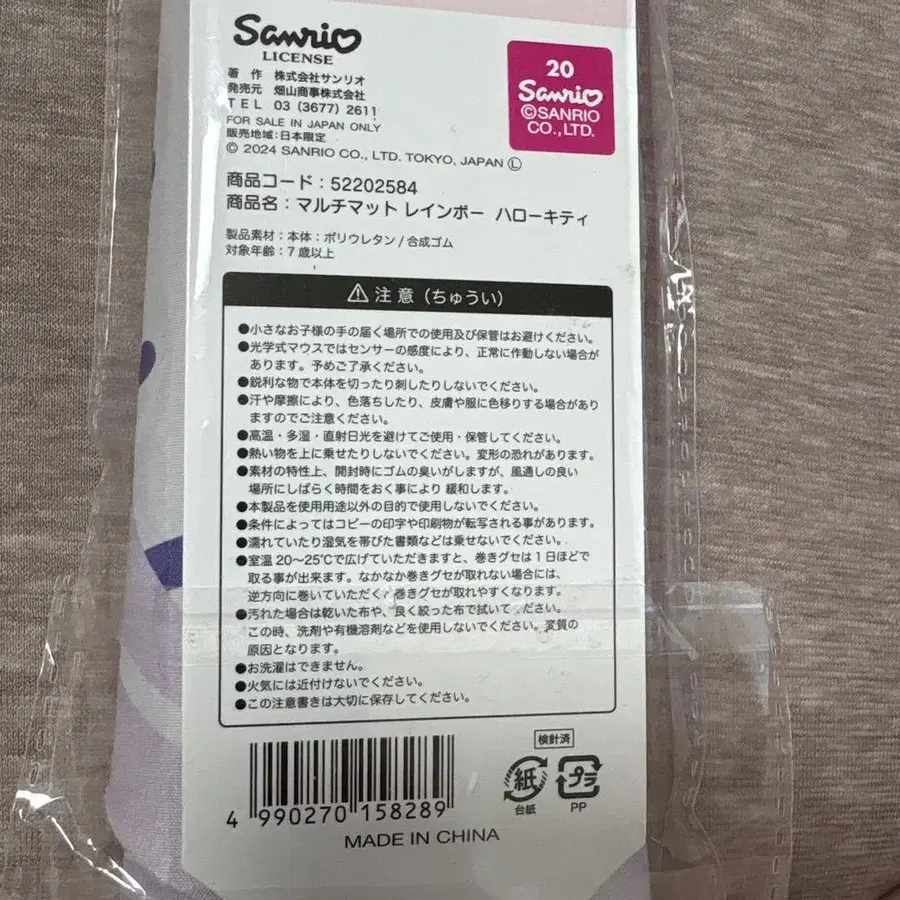 Sanrio
LICENSE
著作 株式会社サンリオ
発売元 畑山商事株式会社
TEL 03 (3677) 2611
FOR SALE IN JAPAN ONLY
販売地域:日本限定
© 2024 SANRIO CO., LTD. TOKYO, JAPAN Ⓛ
20
Sanrio
©SANRIO
CO., LTD.
商品コード:52202584
商品名:マルチマット レインボー ハローキティ
製品素材:本体:ポリウレタン/合成ゴム
対象年齢:7歳以上
⚠注意(ちゅうい)
●小さなお子様の手の届く場所での使用及び保管はお避けください。
●光学式マウスではセンサーの感度により、正常に作動しない場合が
あります。予めご了承ください。
●鋭利な物で本体を切ったり刺したりしないでください。
●汗や摩擦により、色落ちしたり、皮膚や服に色移りする場合があり
ますのでご注意ください。
●高温・多湿・直射日光を避けてご使用・保管してください。
●熱い物を上に乗せたりしないでください。変形の恐れがあります。
●素材の特性上、開封時にゴムの臭いがしますが、風通しの良い
場所にしばらく時間をおく事により緩和します。
●本製品を使用用途以外の目的で使用しないでください。
●条件によってはコピーの印字や印刷物が転写される事があります。
●濡れていたり湿気を帯びた書類などは乗せないでください。
●室温20〜25℃で広げていただきますと、巻きグセは1日ほどで
取る事が出来ます。なかなか巻きグセが取れない場合には、
逆方向に巻いていただくと巻きグセが取れやすくなります。
●汚れた場合は乾いた布や、良く絞った布で拭いてください。
この時、洗剤や有機溶剤などを使用しないでください。変質の
原因となります。
●お洗濯はできません。
●火気には近付けないでください。
●この注意書きは大切に保存してください。
検針済
紙
台紙
プラ
PP
4 990270 158289
MADE IN CHINA